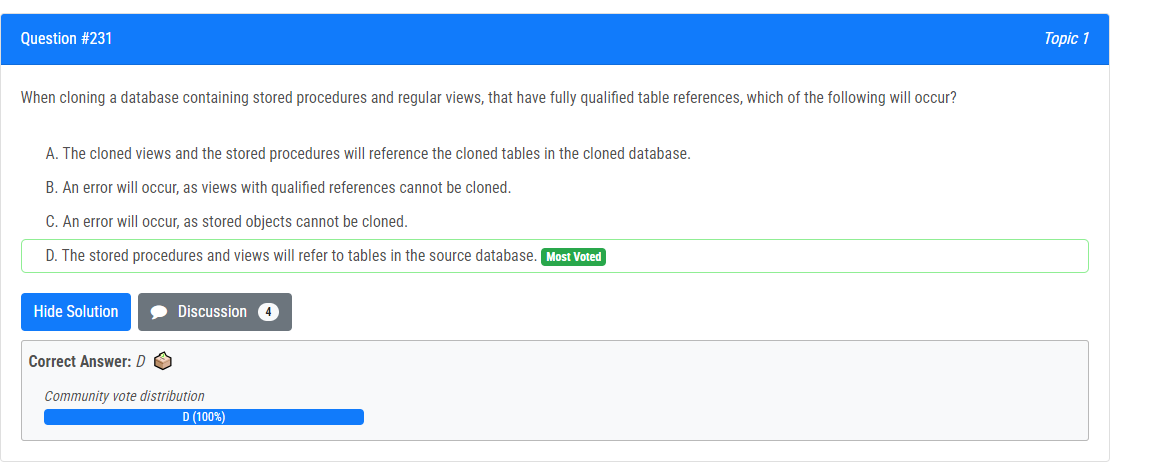 Question #231
Topic 1
When cloning a database containing stored procedures and regular views, that have fully qualified table references, which of the following will occur?
A. The cloned views and the stored procedures will reference the cloned tables in the cloned database.
B. An error will occur, as views with qualified references cannot be cloned.
C. An error will occur, as stored objects cannot be cloned.
D. The stored procedures and views will refer to tables in the source database. Most Voted
Hide Solution
Discussion 4
Correct Answer: D
Community vote distribution
D (100%)